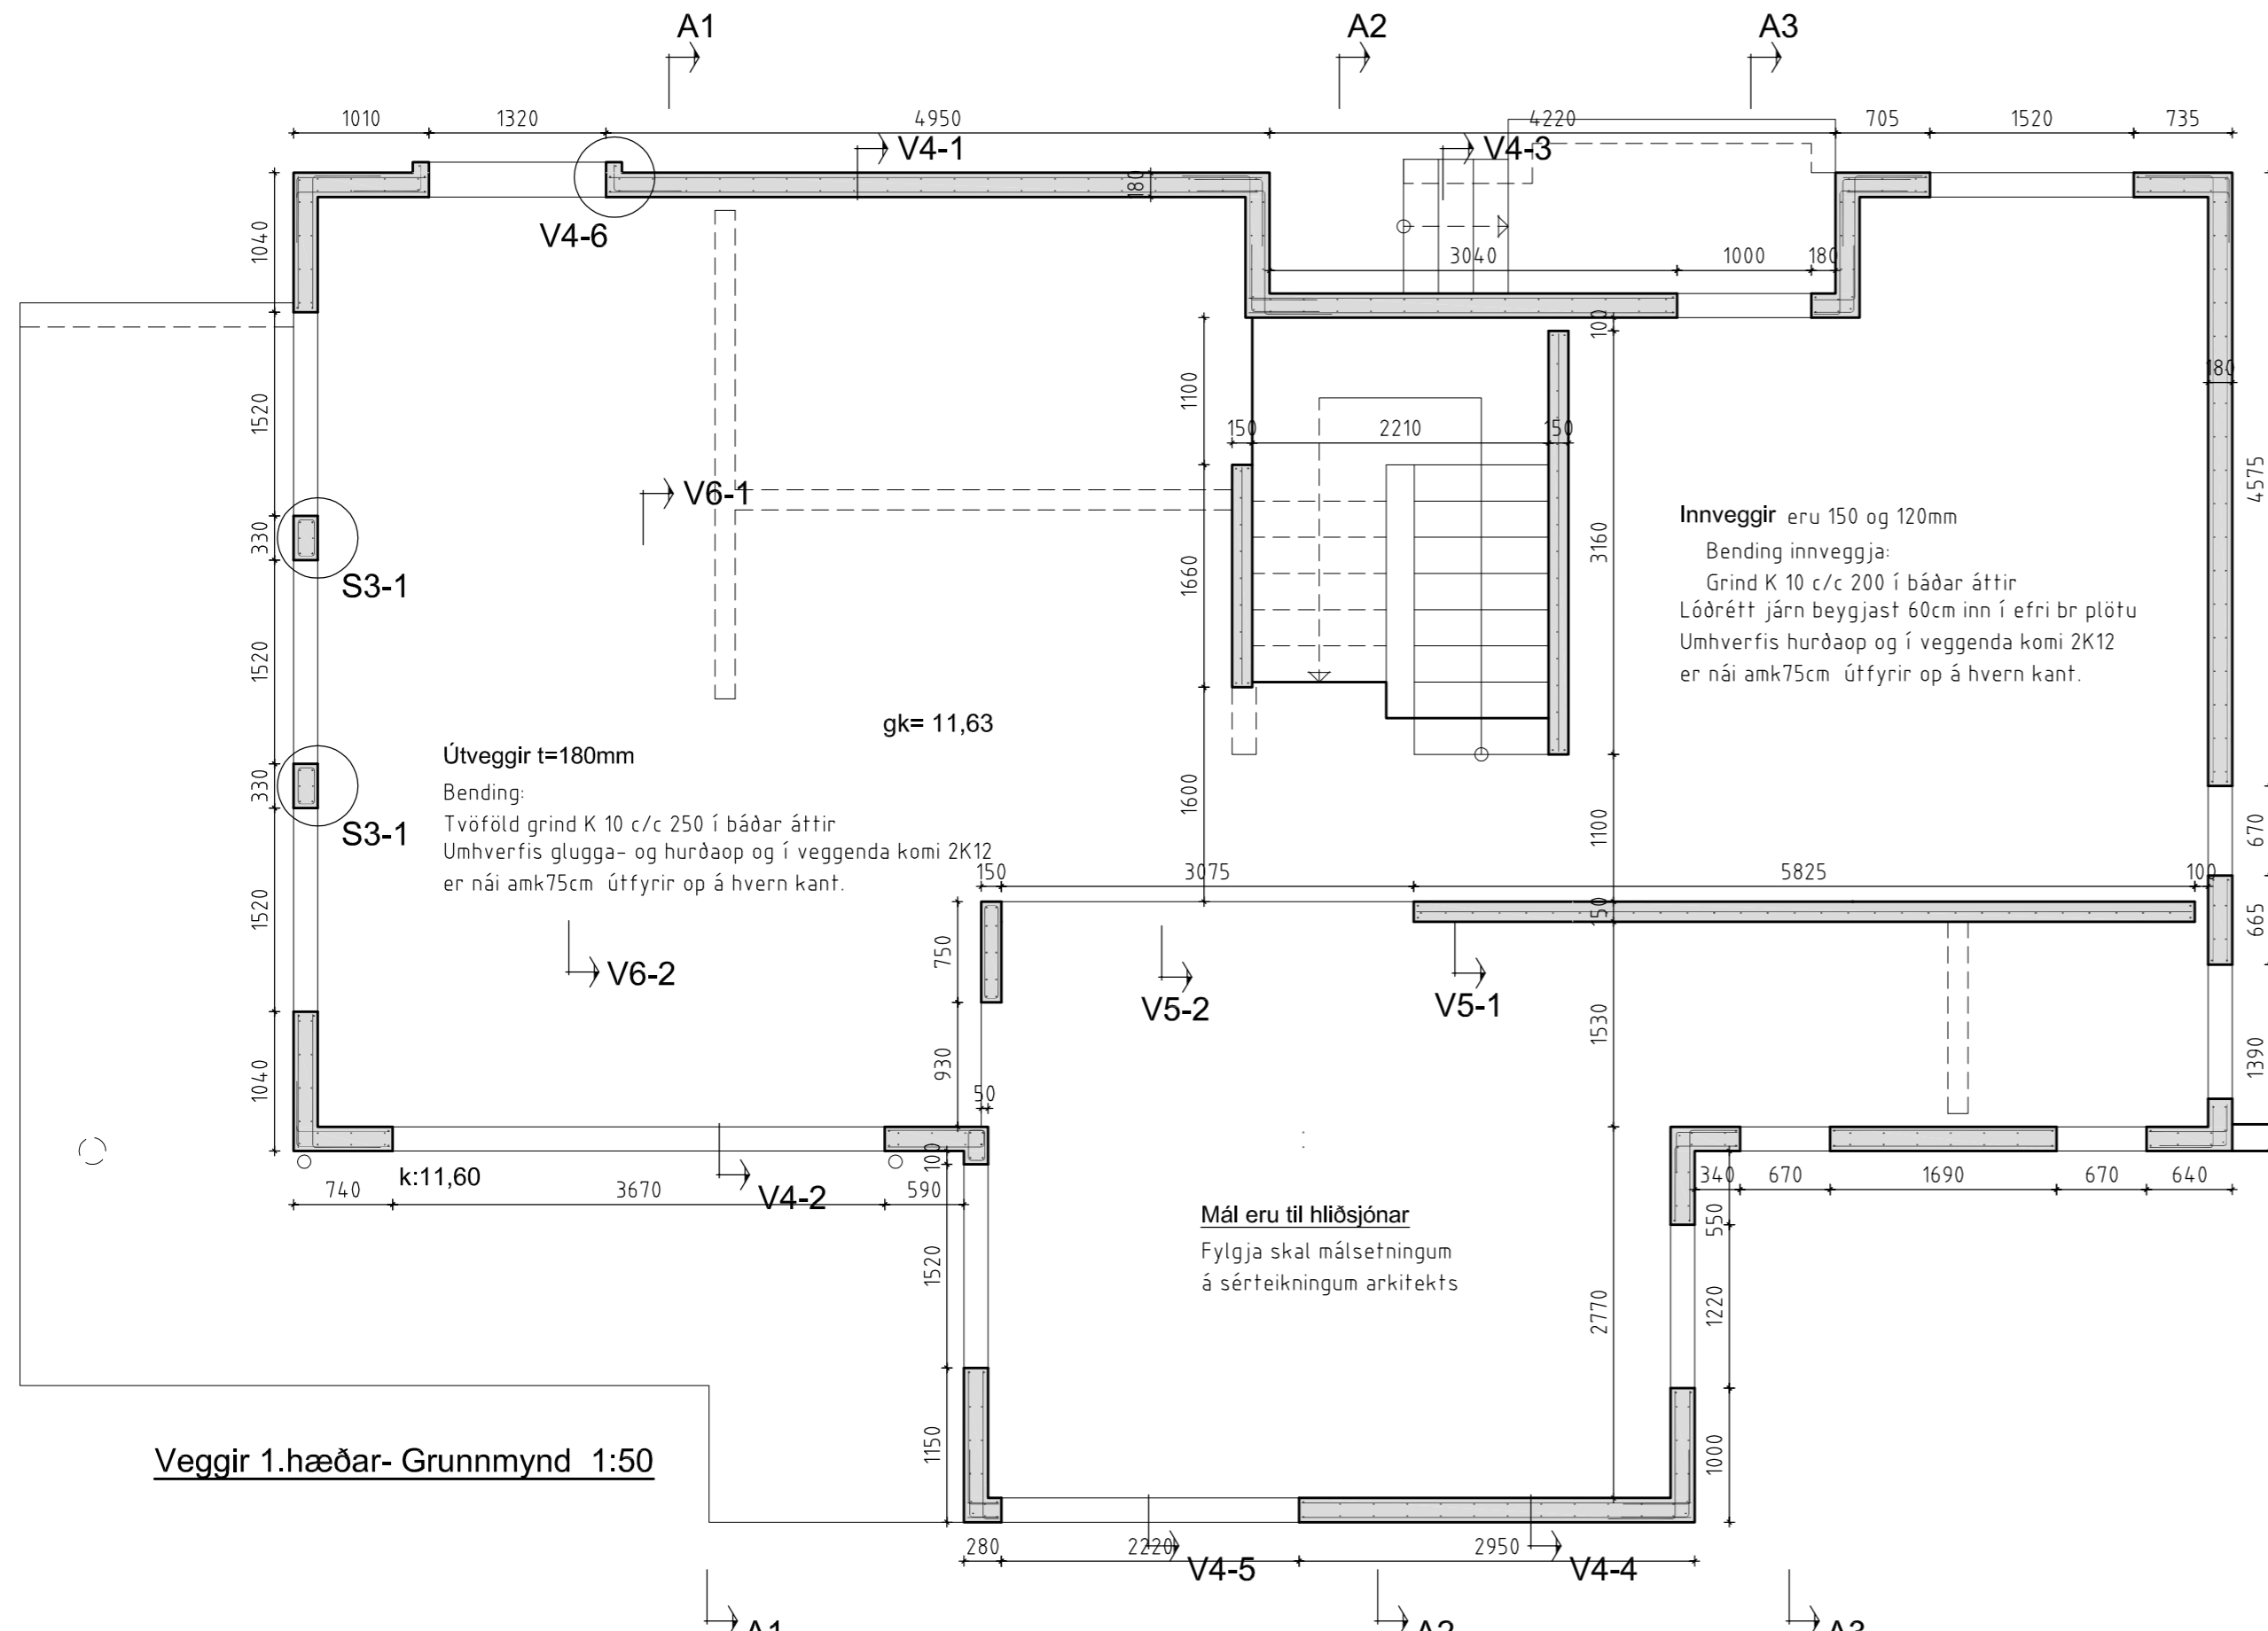 A1
A2
A3
1010
1320
4950
4220
705
1520
735
V4-1
V4-3
180
V4-6
1040
3040
1000
180
100
1520
1100
180
150
2210
150
4575
V6-1
Innveggir eru 150 og 120mm
Bending innveggja:
Grind K 10 c/c 200 í báðar áttir
Lóðrétt járn beygjast 60cm inn í efri br plötu
Umhverfis hurðaop og í veggenda komi 2K12
er nái amk75cm útfyrir op á hvern kant.
330
S3-1
1660
3160
1520
gk= 11,63
Útveggir t=180mm
Bending:
Tvöföld grind K 10 c/c 250 í báðar áttir
Umhverfis glugga- og hurðaop og í veggenda komi 2K12
er nái amk75cm útfyrir op á hvern kant.
330
S3-1
1600
1100
670
150
3075
5825
100
1520
750
150
665
V6-2
V5-2
V5-1
930
1530
1390
50
1040
100
k:11,60
740
3670
590
V4-2
340
670
1690
670
640
550
Mál eru til hliðsjónar
Fylgja skal málsetningum
á sérteikningum arkitekts
1520
2770
1220
1150
1000
Veggir 1.hæðar- Grunnmynd 1:50
280
2220
2950
V4-5
V4-4
A1
A2
A3